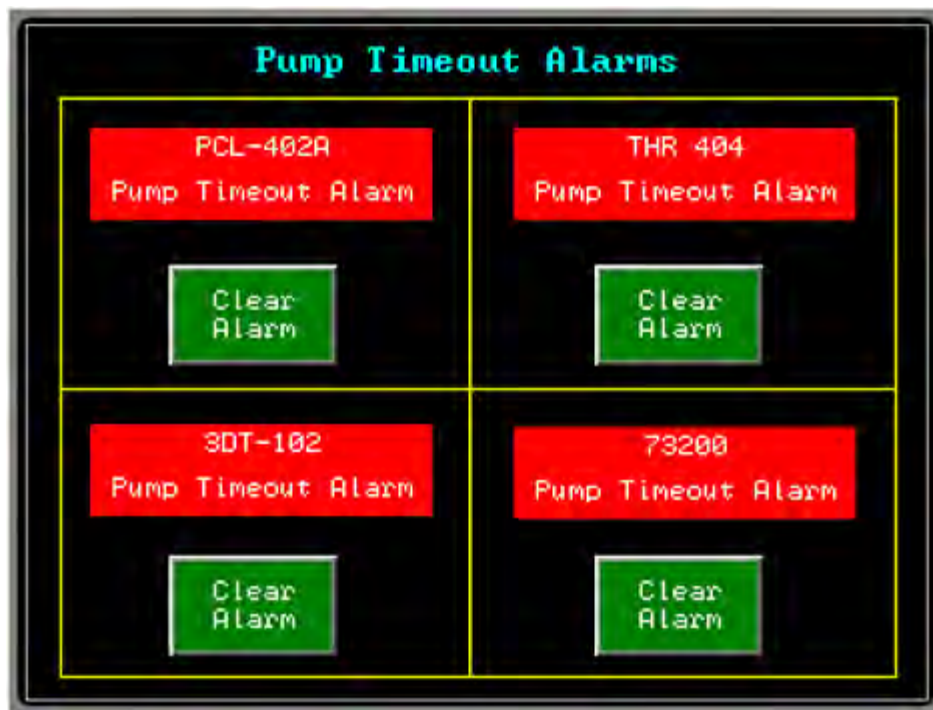 Pump Timeout Alarms
PCL-402A
Pump Timeout Alarm
Clear
Alarm
THR 404
Pump Timeout Alarm
Clear
Alarm
3DT-102
Pump Timeout Alarm
Clear
Alarm
73200
Pump Timeout Alarm
Clear
Alarm